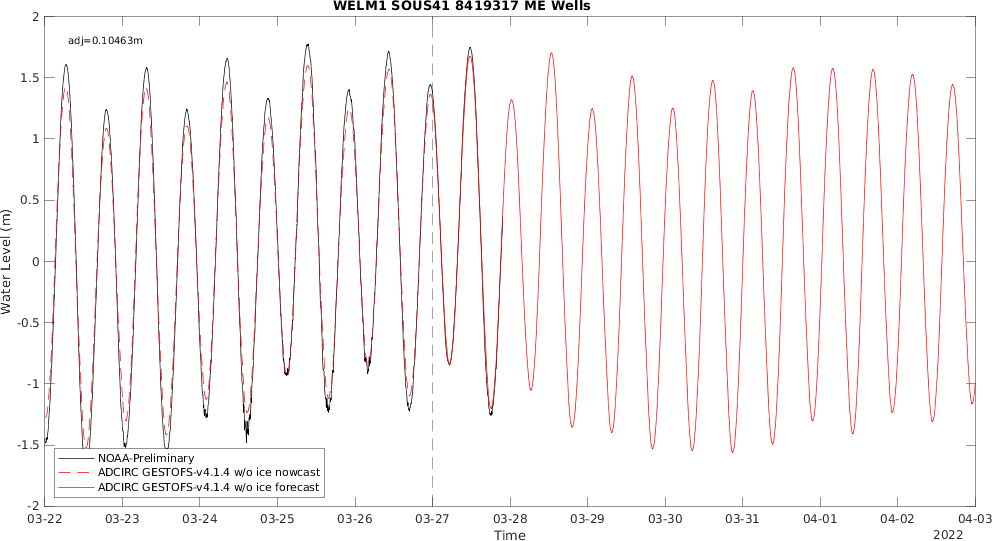 WELM1 SOUS41 8419317 ME Wells
adj=0.10463m
2
1.5
1
0.5
0
-0.5
-1
-1.5
-2
Water Level (m)
NOAA-Preliminary
ADCIRC GESTOFS-v4.1.4 w/o ice nowcast
ADCIRC GESTOFS-v4.1.4 w/o ice forecast
03-22 03-23 03-24 03-25 03-26 03-27 03-28 03-29 03-30 03-31 04-01 04-02 04-03
Time
2022